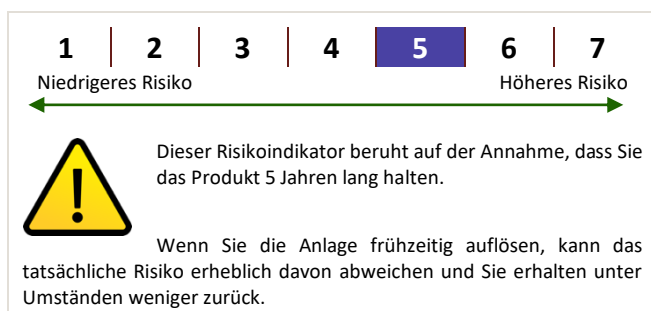 1 2 3 4 5 6 7
Niedrigeres Risiko Höheres Risiko
Dieser Risikoindikator beruht auf der Annahme, dass Sie
das Produkt 5 Jahren lang halten.
Wenn Sie die Anlage frühzeitig auflösen, kann das
tatsächliche Risiko erheblich davon abweichen und Sie erhalten unter
Umständen weniger zurück.